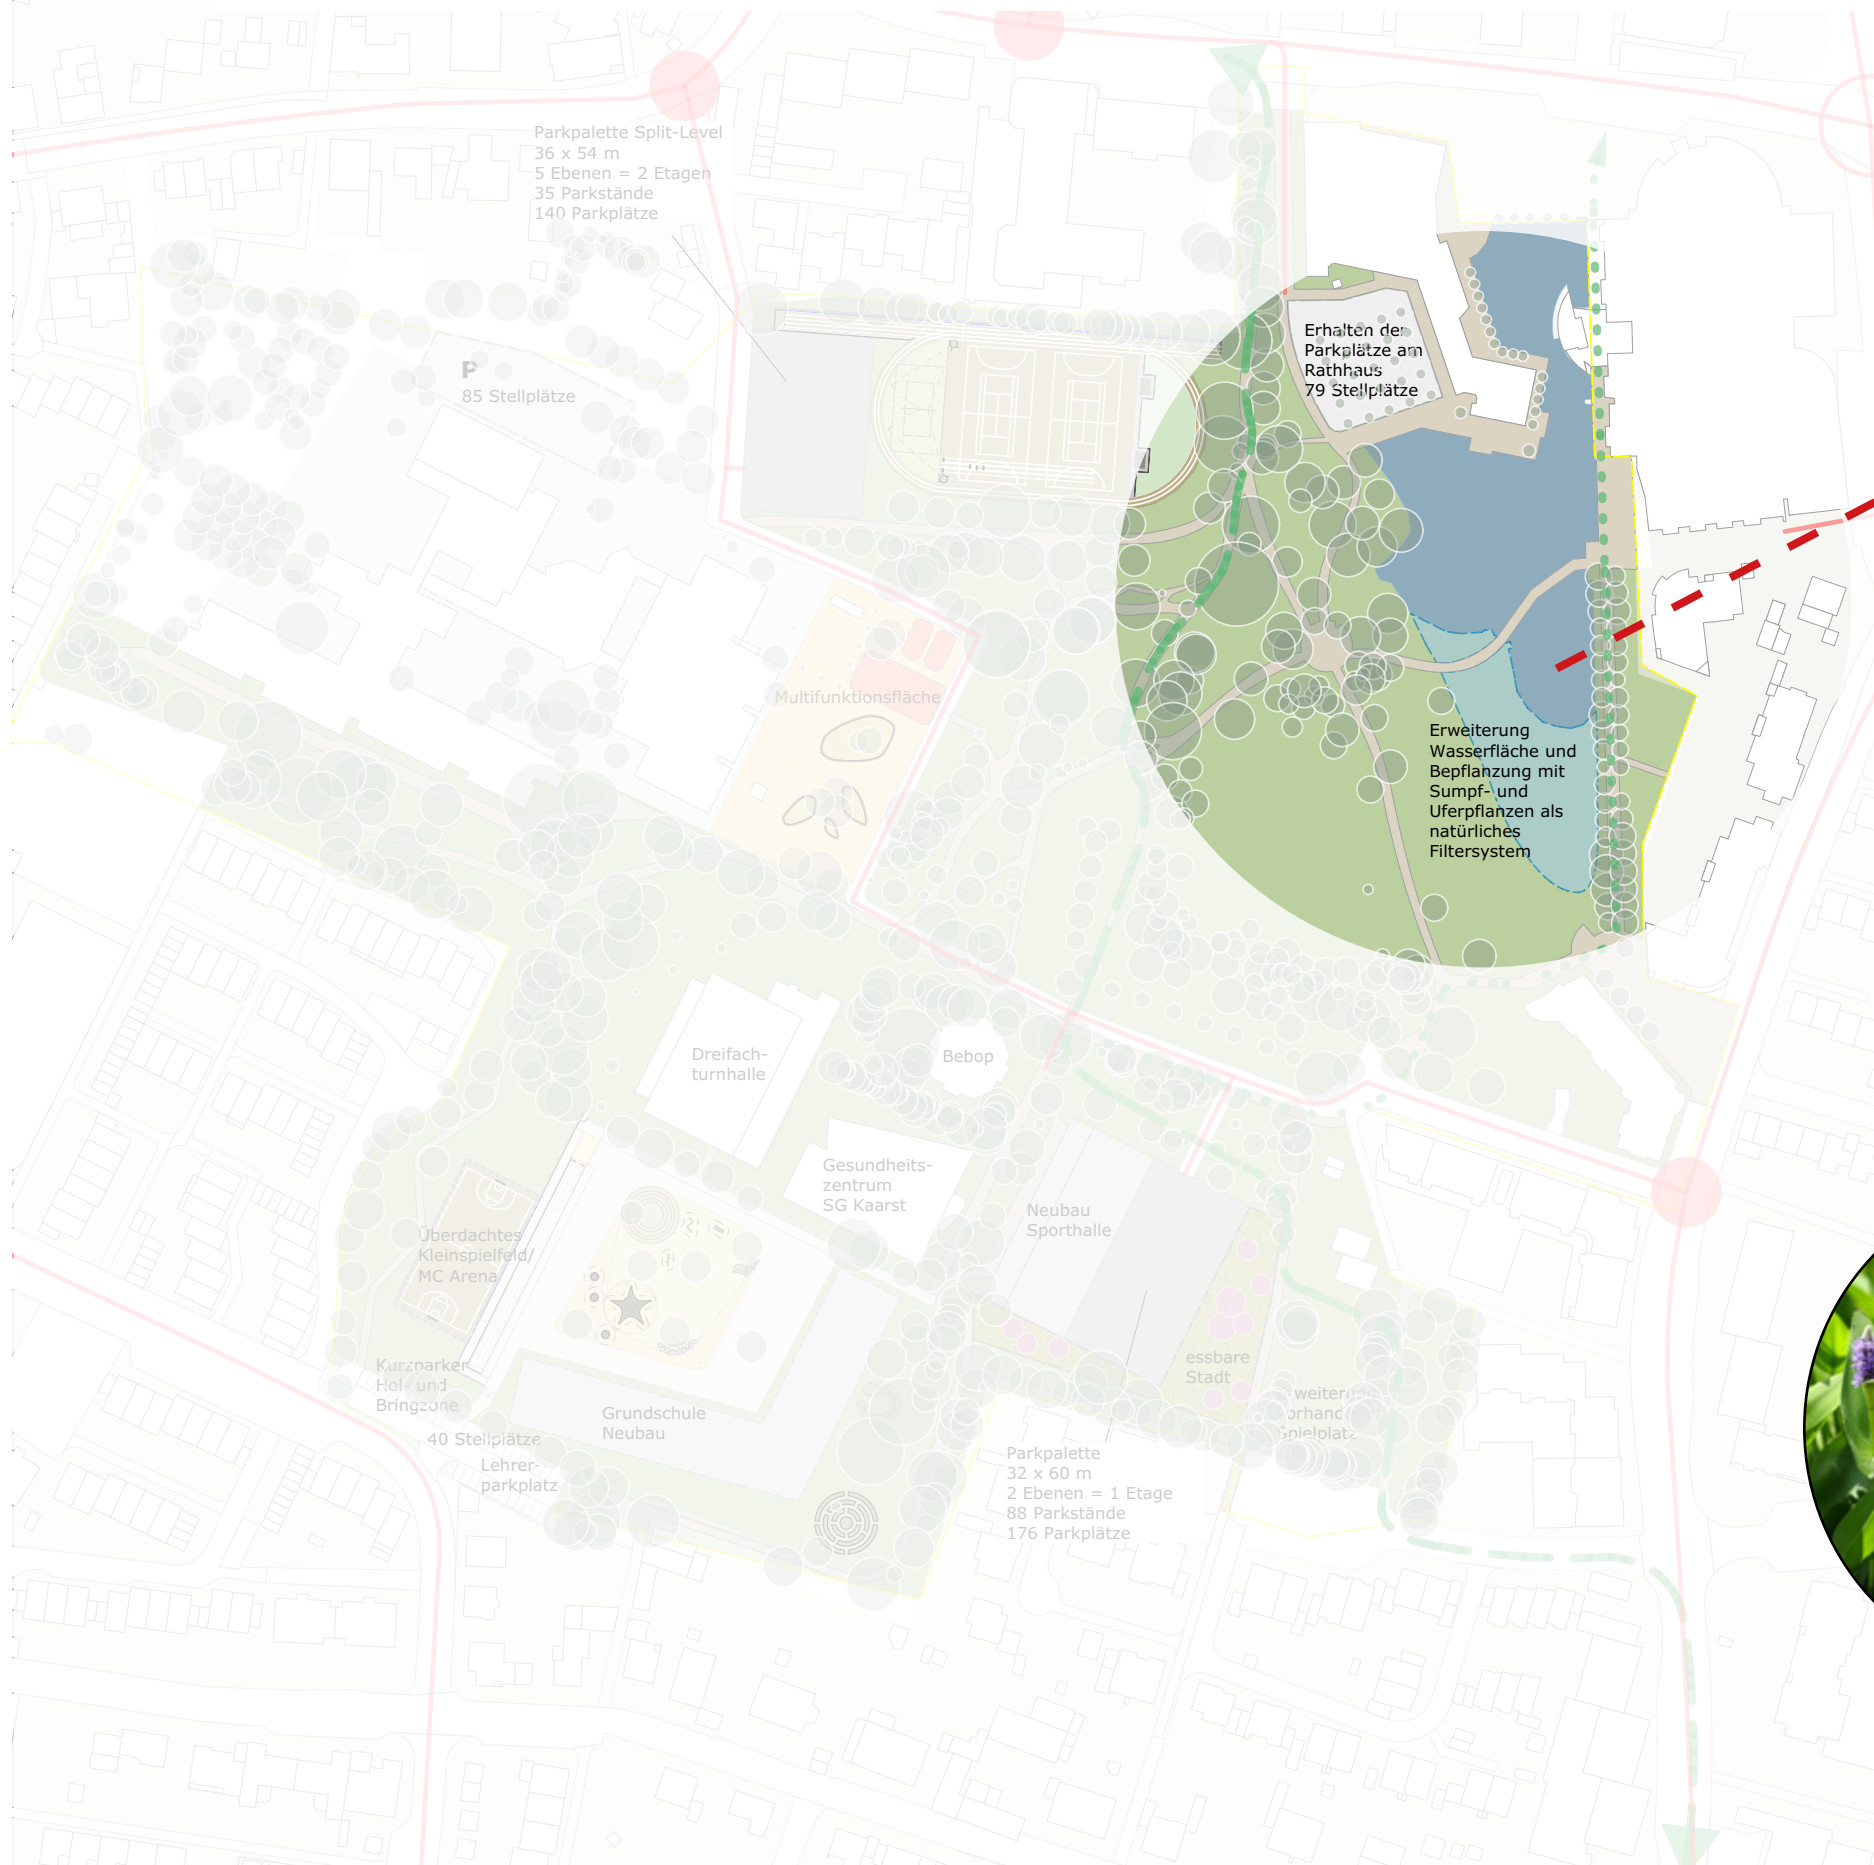 Parkpalette Split-Level
36 x 54 m
5 Ebenen = 2 Etagen
35 Parkstände
140 Parkplätze
P
85 Stellplätze
Erhalten der
Parkplätze am
Rathhaus
79 Stellplätze
Multifunktionsfläche
Erweiterung
Wasserfläche und
Bepflanzung mit
Sumpf- und
Uferpflanzen als
natürliches
Filtersystem
Dreifach-
turnhalle
Bebop
Gesundheits-
zentrum
SG Kaarst
Neubau
Sporthalle
Überdachtes
Kleinspielfeld/
MC Arena
essbare
Stadt
Kurzparker
Hol- und
Bringzone
Grundschule
Neubau
40 Stellplätze
Lehrer-
parkplatz
Spielplatz
Parkpalette
32 x 60 m
2 Ebenen = 1 Etage
88 Parkstände
176 Parkplätze